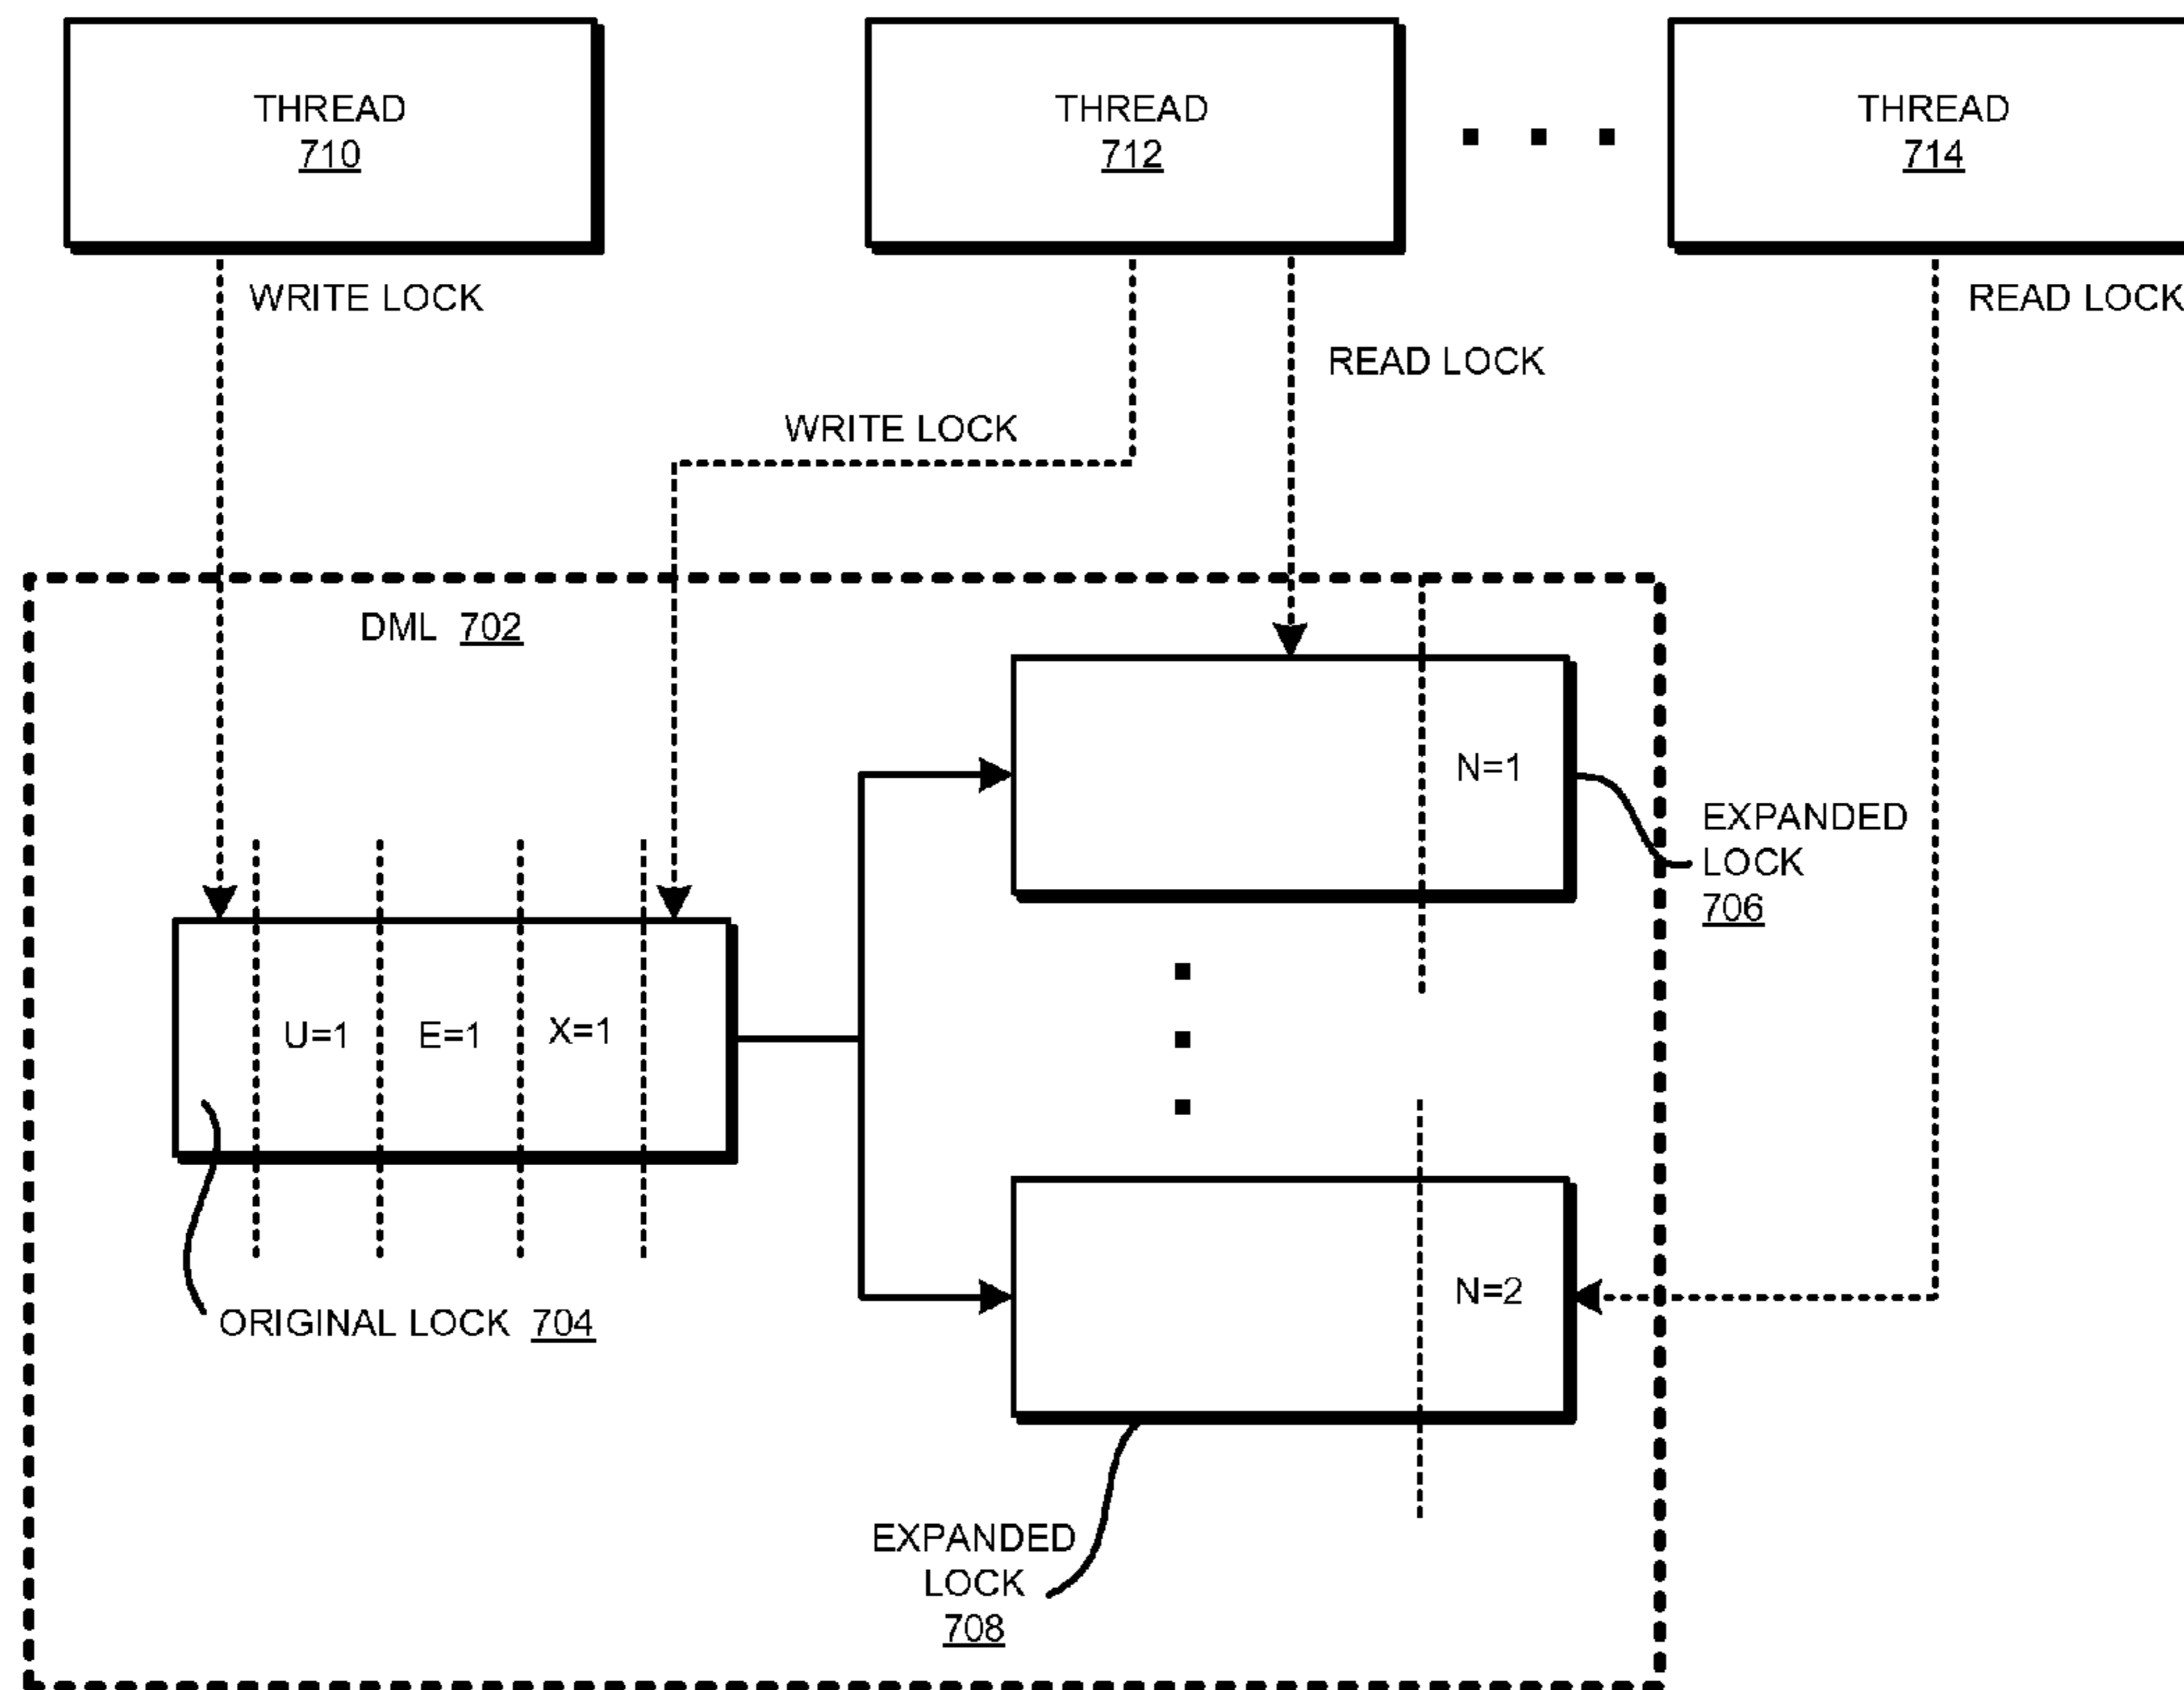 THREAD
710
THREAD
712
THREAD
714
WRITE LOCK
READ LOCK
READ LOCK
WRITE LOCK
DML 702
N=1
EXPANDED
LOCK
706
U=1
E=1
X=1
N=2
ORIGINAL LOCK 704
EXPANDED
LOCK
708